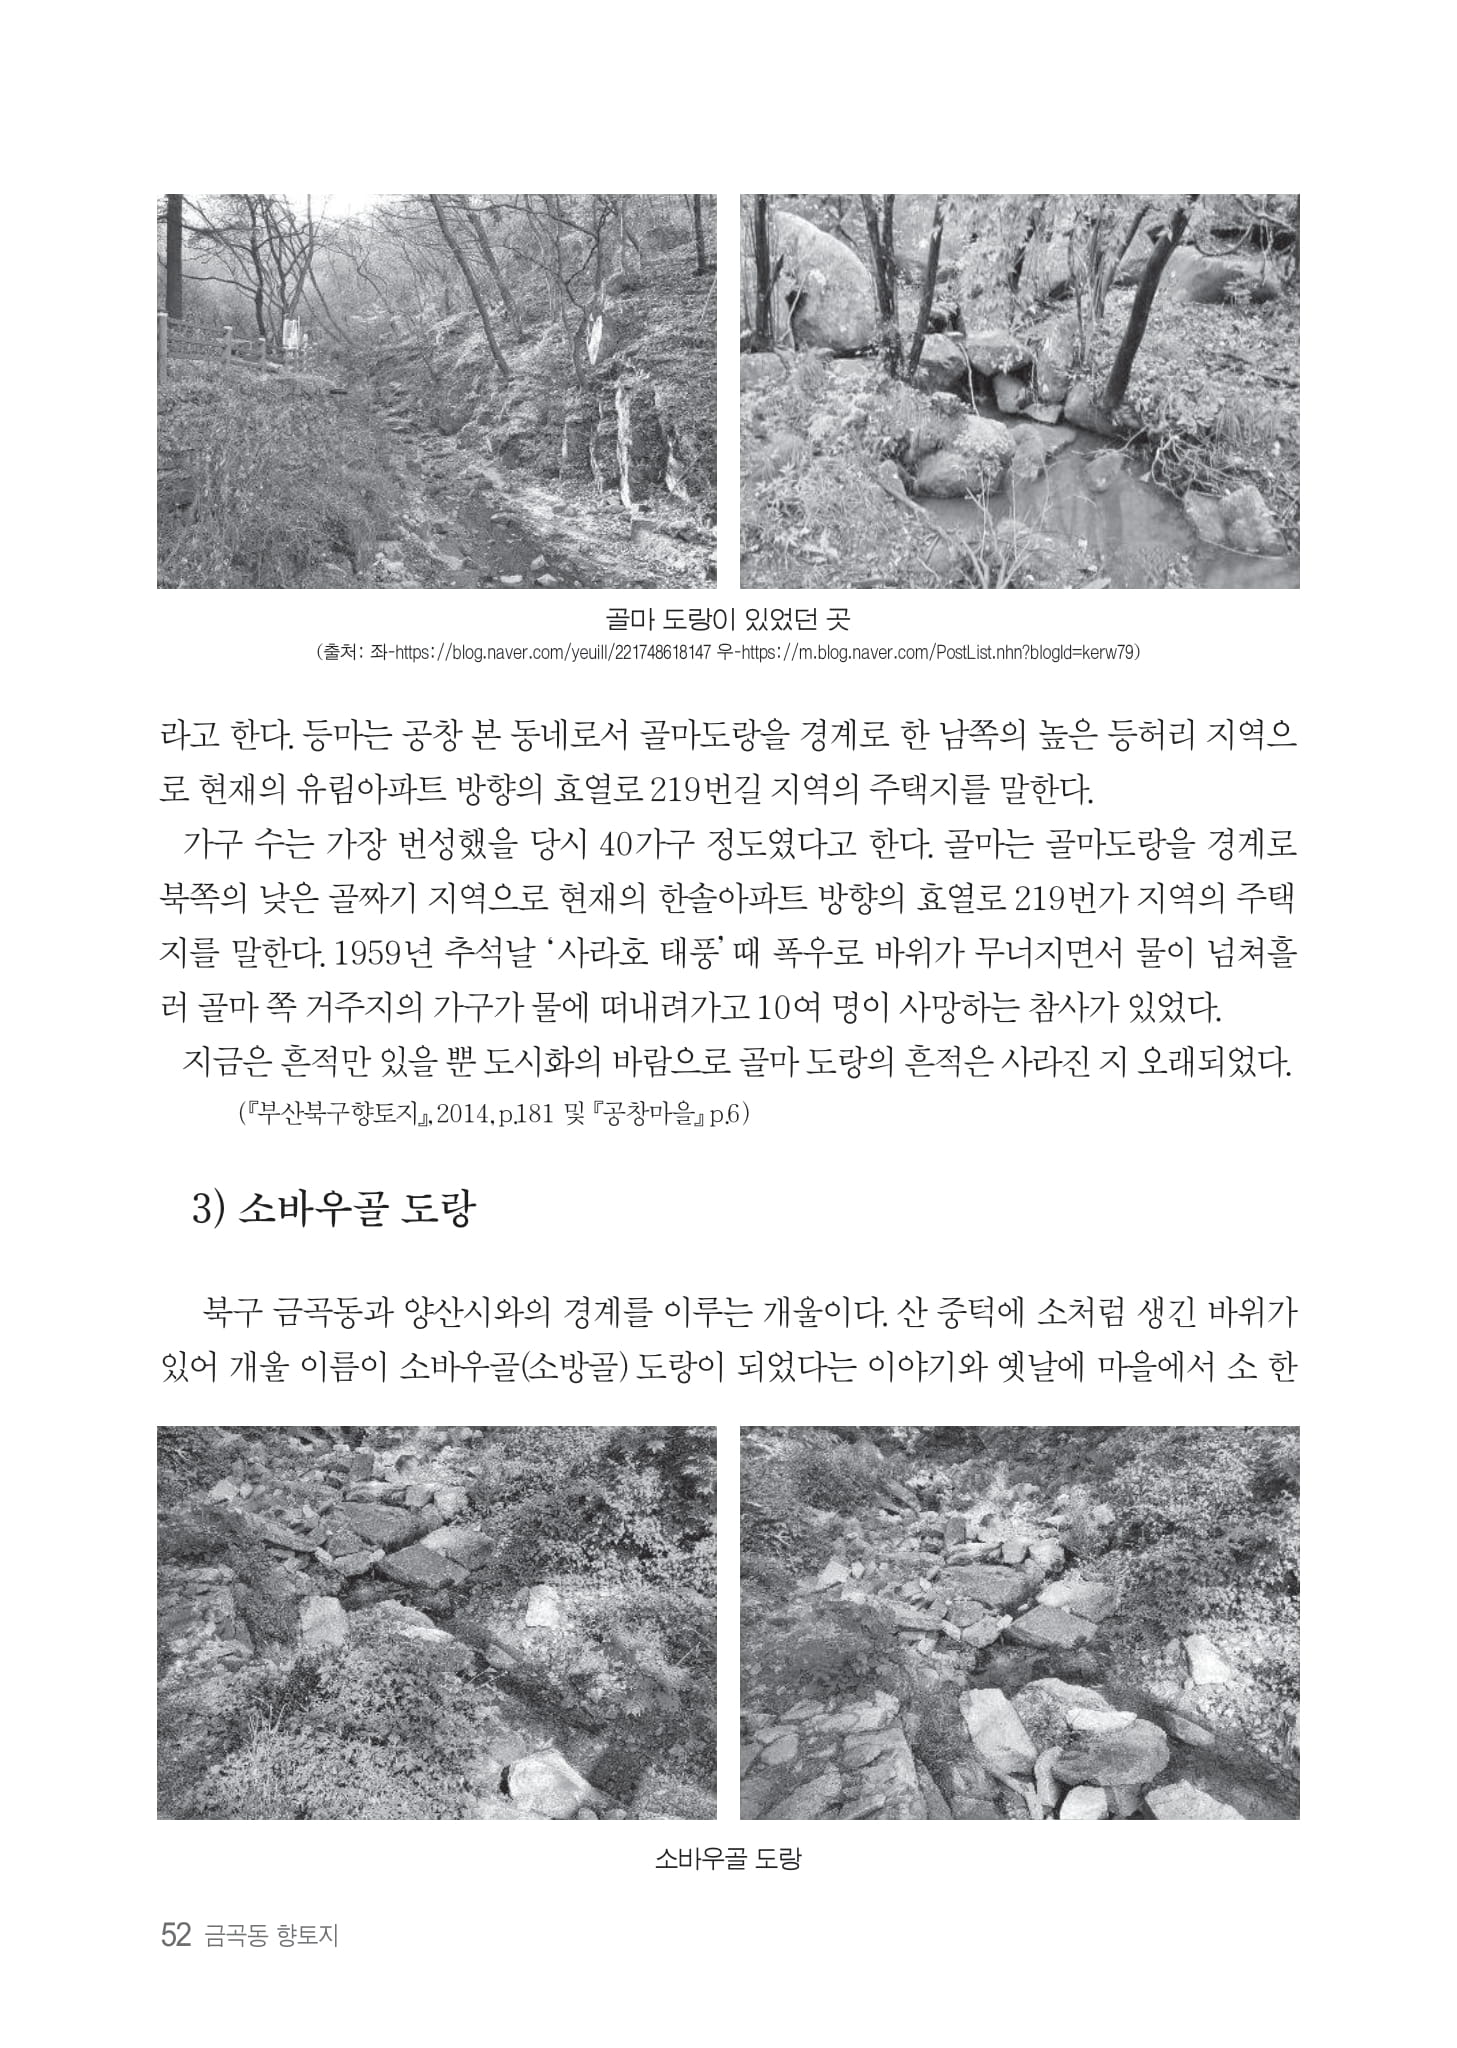 골마 도랑이 있었던 곳
(출처: 좌-https://blog.naver.com/yeuill/221748618147 우-https://m.blog.naver.com/PostList.nhn?blogId=kerw79)
라고 한다. 등마는 공창 본 동네로서 골마도랑을 경계로 한 남쪽의 높은 등허리 지역으
로 현재의 유림아파트 방향의 효열로 219번길 지역의 주택지를 말한다.
가구 수는 가장 번성했을 당시 40가구 정도였다고 한다. 골마는 골마도랑을 경계로
북쪽의 낮은 골짜기 지역으로 현재의 한솔아파트 방향의 효열로 219번가 지역의 주택
지를 말한다. 1959년 추석날 ‘사라호 태풍’ 때 폭우로 바위가 무너지면서 물이 넘쳐흘
러 골마 쪽 거주지의 가구가 물에 떠내려가고 10여 명이 사망하는 참사가 있었다.
지금은 흔적만 있을 뿐 도시화의 바람으로 골마 도랑의 흔적은 사라진 지 오래되었다.
(『부산북구향토지』, 2014, p.181 및 『공창마을』 p.6)
3) 소바우골 도랑
북구 금곡동과 양산시와의 경계를 이루는 개울이다. 산 중턱에 소처럼 생긴 바위가
있어 개울 이름이 소바우골(소방골) 도랑이 되었다는 이야기와 옛날에 마을에서 소 한
소바우골 도랑
52 금곡동 향토지